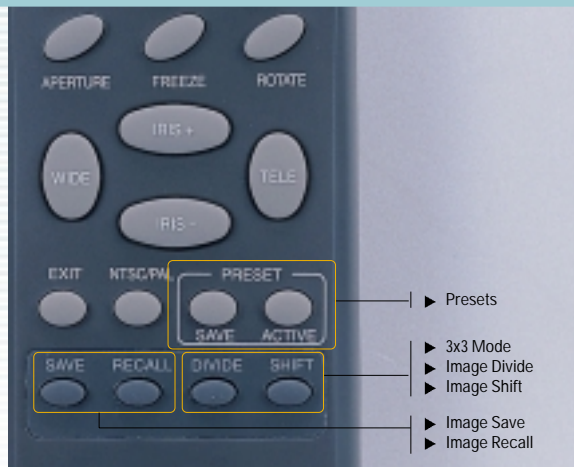 APERTURE FREEZE ROTATE
IRIS +
WIDE TELE
IRIS -
EXIT NTSC/PAL PRESET
SAVE ACTIVE
▶ Presets
SAVE RECALL DIVIDE SHIFT
▶ 3x3 Mode
▶ Image Divide
▶ Image Shift
▶ Image Save
▶ Image Recall